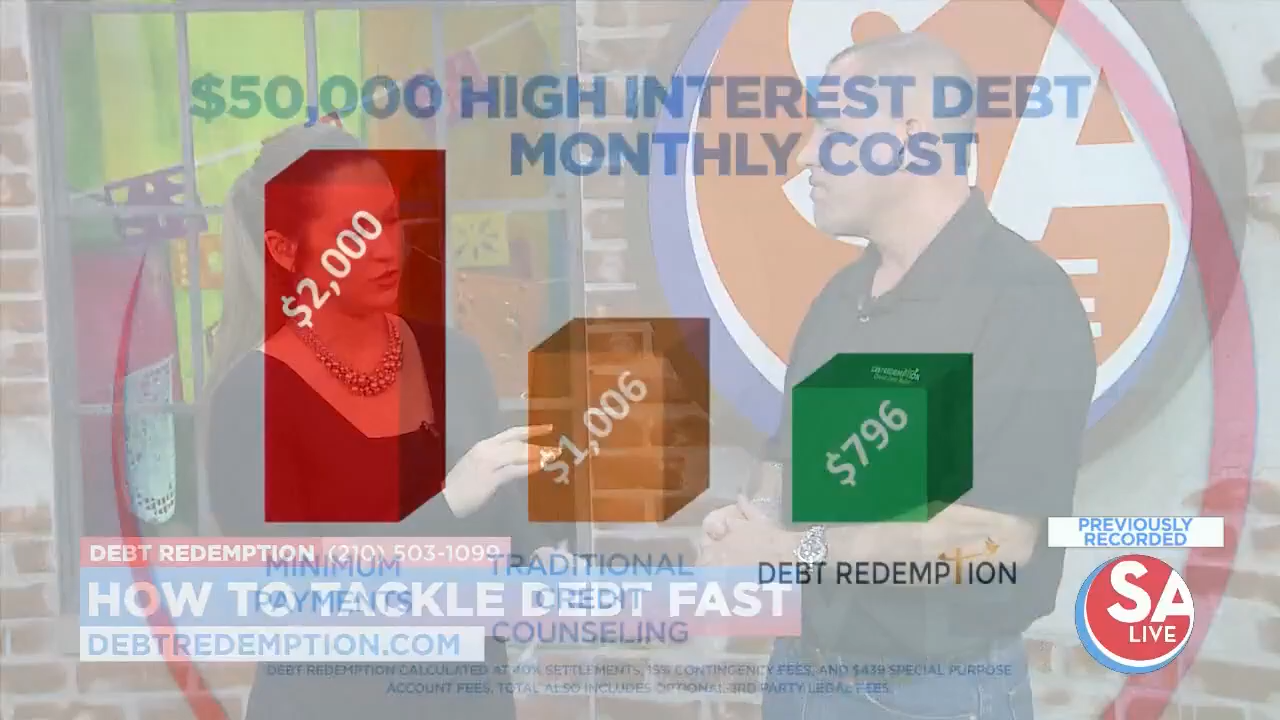 $50,000 HIGH INTEREST DEBT
MONTHLY COST
$2,000
$1,006
$796
MINIMUM
PAYMENTS
TRADITIONAL
CREDIT
COUNSELING
DEBT REDEMPTION
DEBT REDEMPTION (210) 503-1099
HOW TO TACKLE DEBT FAST
DEBTREDEMPTION.COM
DEBT REDEMPTION CALCULATED AT 40% SETTLEMENTS, 15% CONTINGENCY FEES, AND $439 SPECIAL PURPOSE
ACCOUNT FEES, TOTAL ALSO INCLUDES OPTIONAL 3RD PARTY LEGAL FEES.
PREVIOUSLY
RECORDED
SA
LIVE
SA